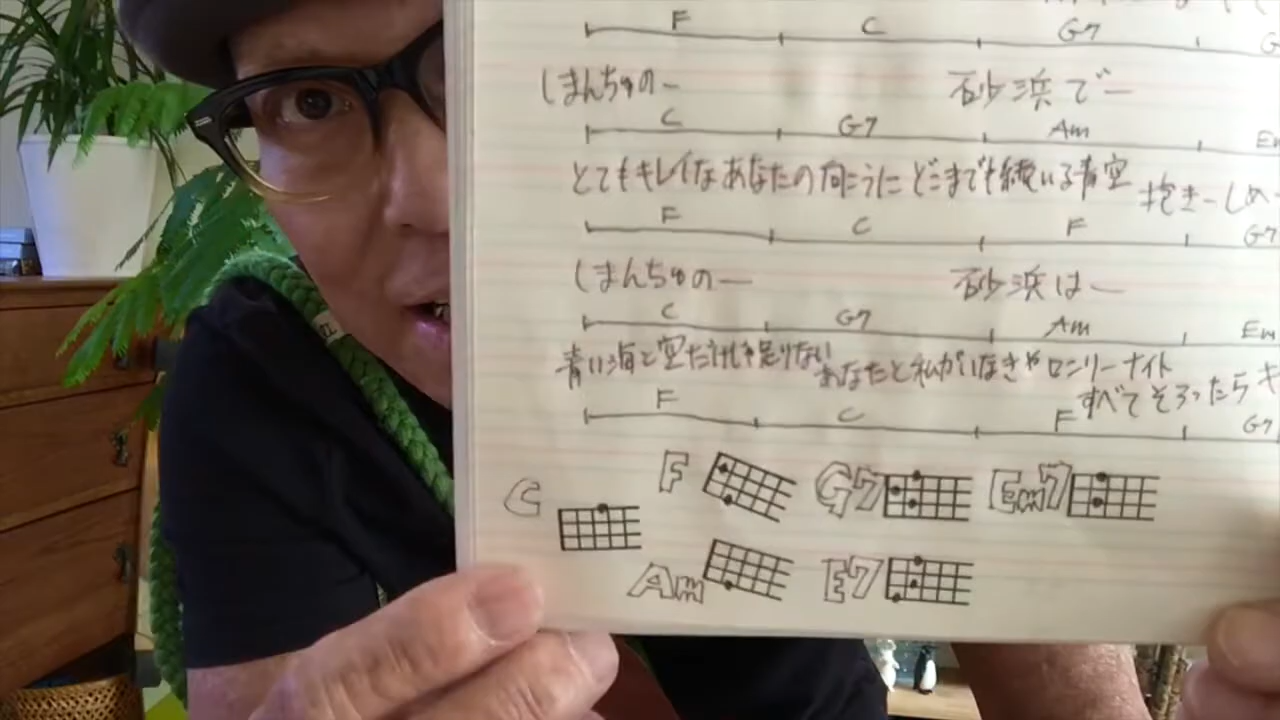 F C G7 G
しまんちゅのー 砂浜でー
C G7 Am Em
とてもキレイなあなたの向こうに どこまでも続いる青空 抱きーしめ
F C F G7
しまんちゅのー 砂浜はー
C G7 Am Em
青い海と空だけじゃ足りない あなたと私がいなきゃロンリーナイト すべてそろったら キ
F C F G7
C F G7 Em7
Am E7